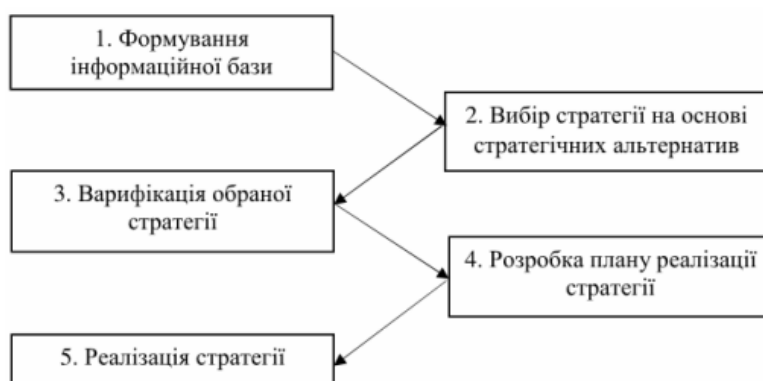 1. Формування
інформаційної бази
2. Вибір стратегії на основі
стратегічних альтернатив
3. Варифікація обраної
стратегії
4. Розробка плану реалізації
стратегії
5. Реалізація стратегії